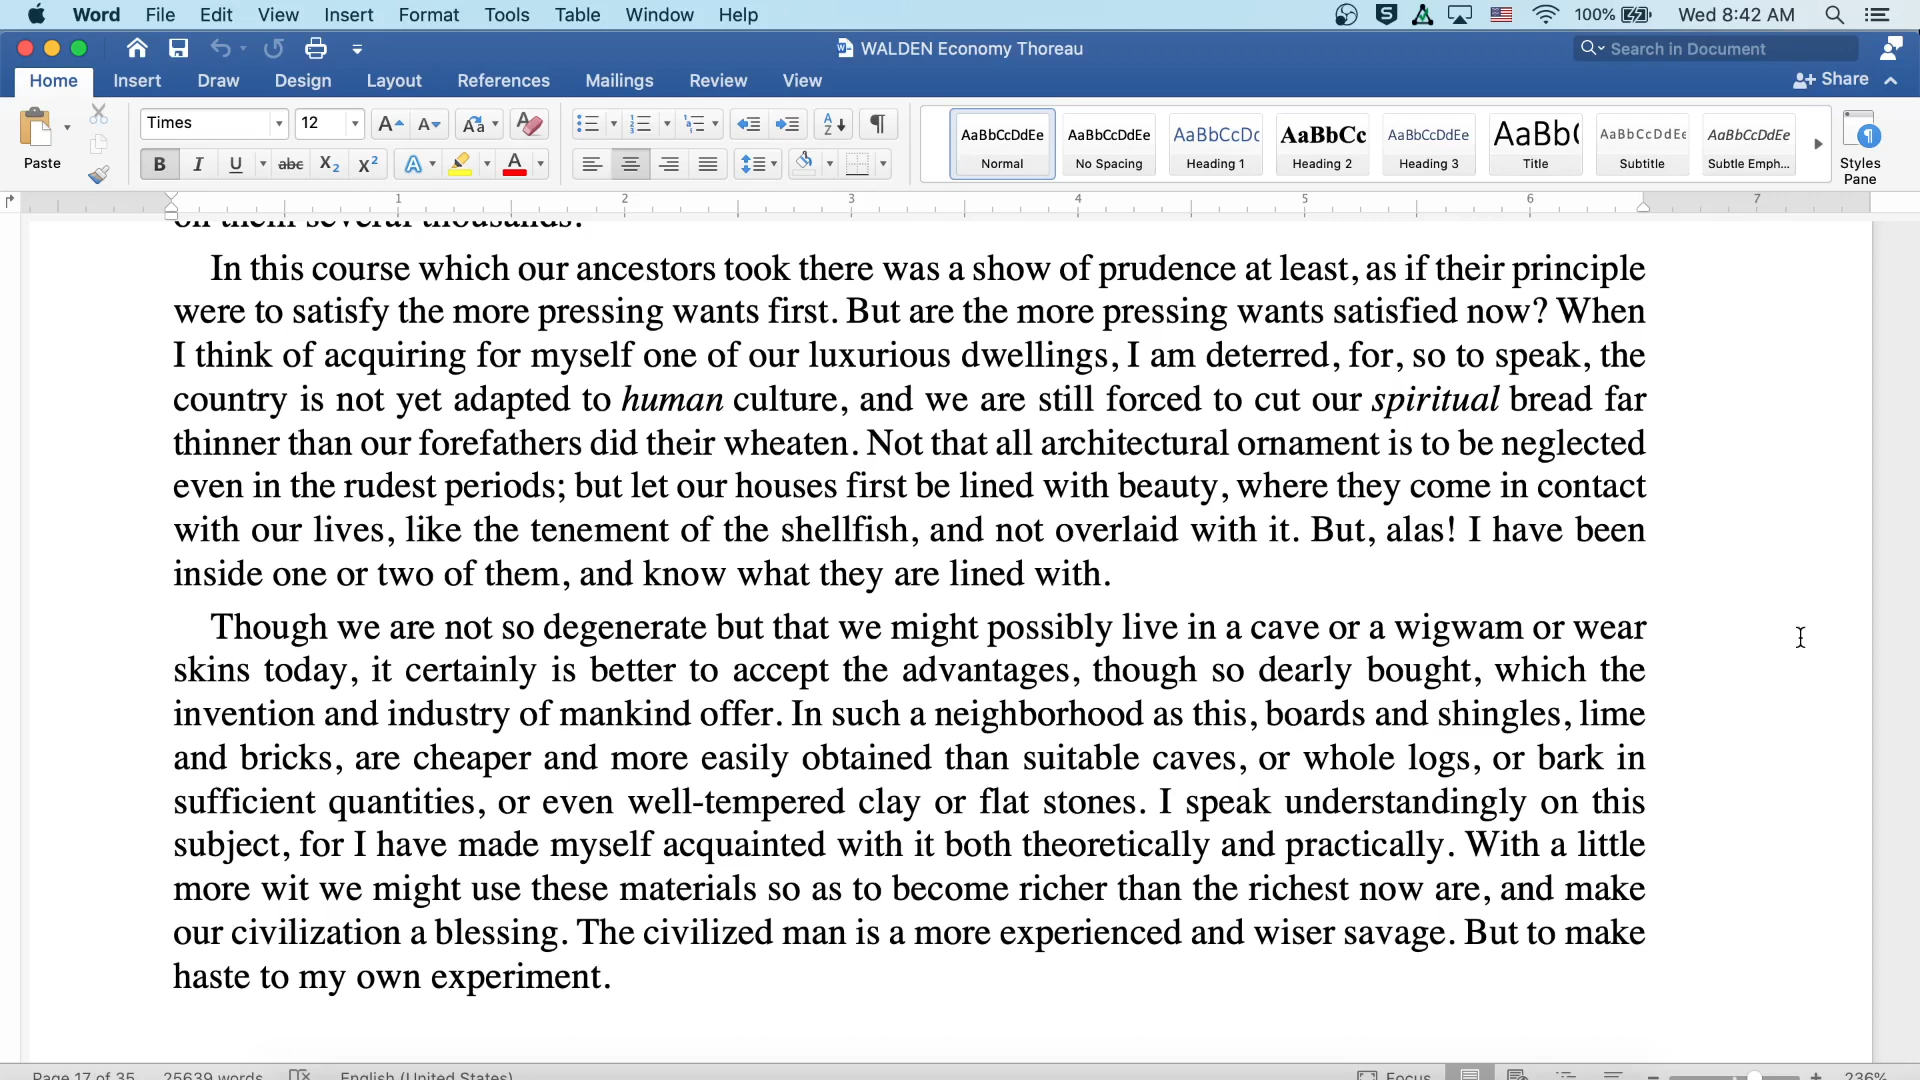 Word File Edit View Insert Format Tools Table Window Help 100% Wed 8:42 AM
WALDEN Economy Thoreau Search in Document
Home Insert Draw Design Layout References Mailings Review View Share
Paste Times 12 Aa A
B I U abc X2 X2 A A
AaBbCcDdEe AaBbCcDdEe AaBbCcDc AaBbCc AaBbCcDdEe AaBb( AaBbCcDdEe AaBbCcDdEe
Normal No Spacing Heading 1 Heading 2 Heading 3 Title Subtitle Subtle Emph... Styles Pane
1 2 3 4 5 6 7
on them several thousands.
In this course which our ancestors took there was a show of prudence at least, as if their principle
were to satisfy the more pressing wants first. But are the more pressing wants satisfied now? When
I think of acquiring for myself one of our luxurious dwellings, I am deterred, for, so to speak, the
country is not yet adapted to human culture, and we are still forced to cut our spiritual bread far
thinner than our forefathers did their wheaten. Not that all architectural ornament is to be neglected
even in the rudest periods; but let our houses first be lined with beauty, where they come in contact
with our lives, like the tenement of the shellfish, and not overlaid with it. But, alas! I have been
inside one or two of them, and know what they are lined with.
Though we are not so degenerate but that we might possibly live in a cave or a wigwam or wear
skins today, it certainly is better to accept the advantages, though so dearly bought, which the
invention and industry of mankind offer. In such a neighborhood as this, boards and shingles, lime
and bricks, are cheaper and more easily obtained than suitable caves, or whole logs, or bark in
sufficient quantities, or even well-tempered clay or flat stones. I speak understandingly on this
subject, for I have made myself acquainted with it both theoretically and practically. With a little
more wit we might use these materials so as to become richer than the richest now are, and make
our civilization a blessing. The civilized man is a more experienced and wiser savage. But to make
haste to my own experiment.
Page 17 of 35 25639 words English (United States) Focus 236%